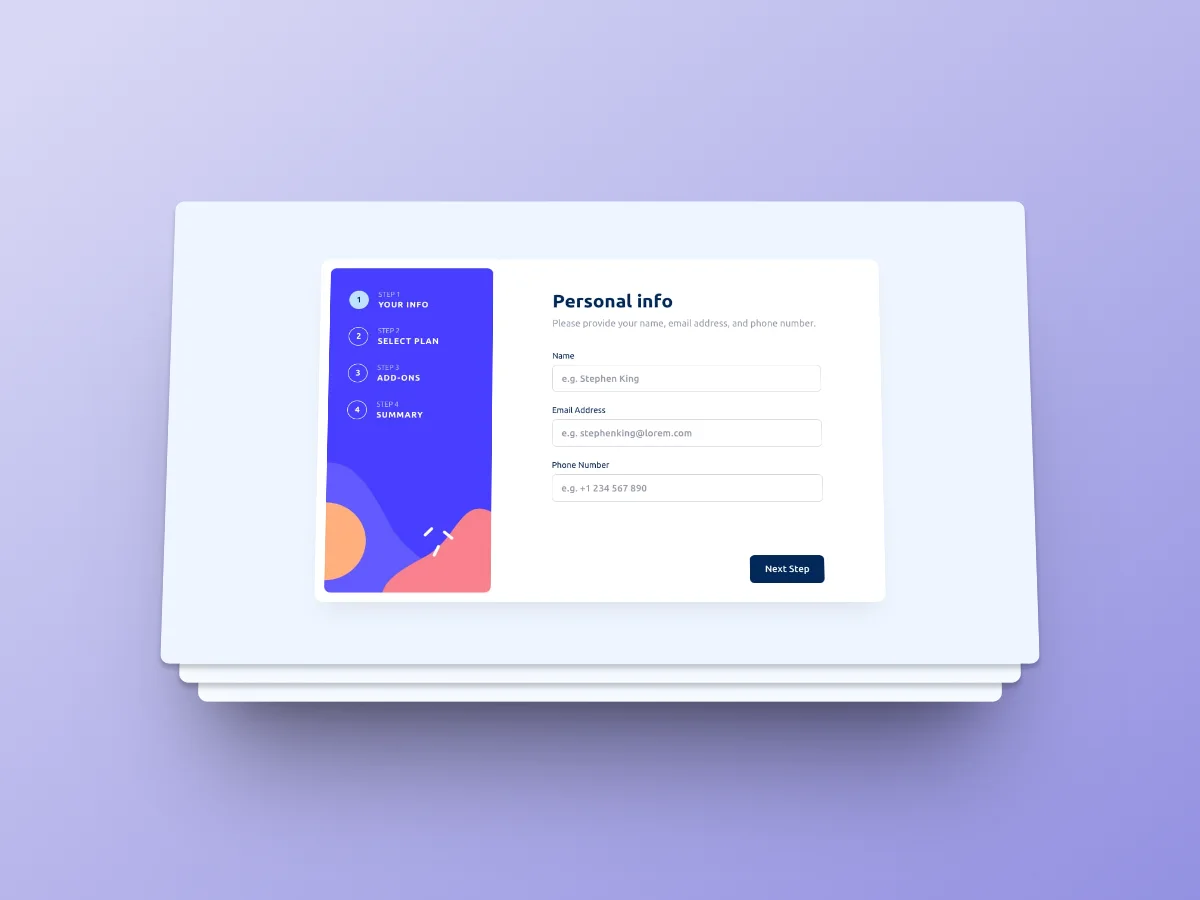 1
STEP 1
YOUR INFO
2
STEP 2
SELECT PLAN
3
STEP 3
ADD-ONS
4
STEP 4
SUMMARY
Personal info
Please provide your name, email address, and phone number.
Name
e.g. Stephen King
Email Address
e.g. stephenking@lorem.com
Phone Number
e.g. +1 234 567 890
Next Step